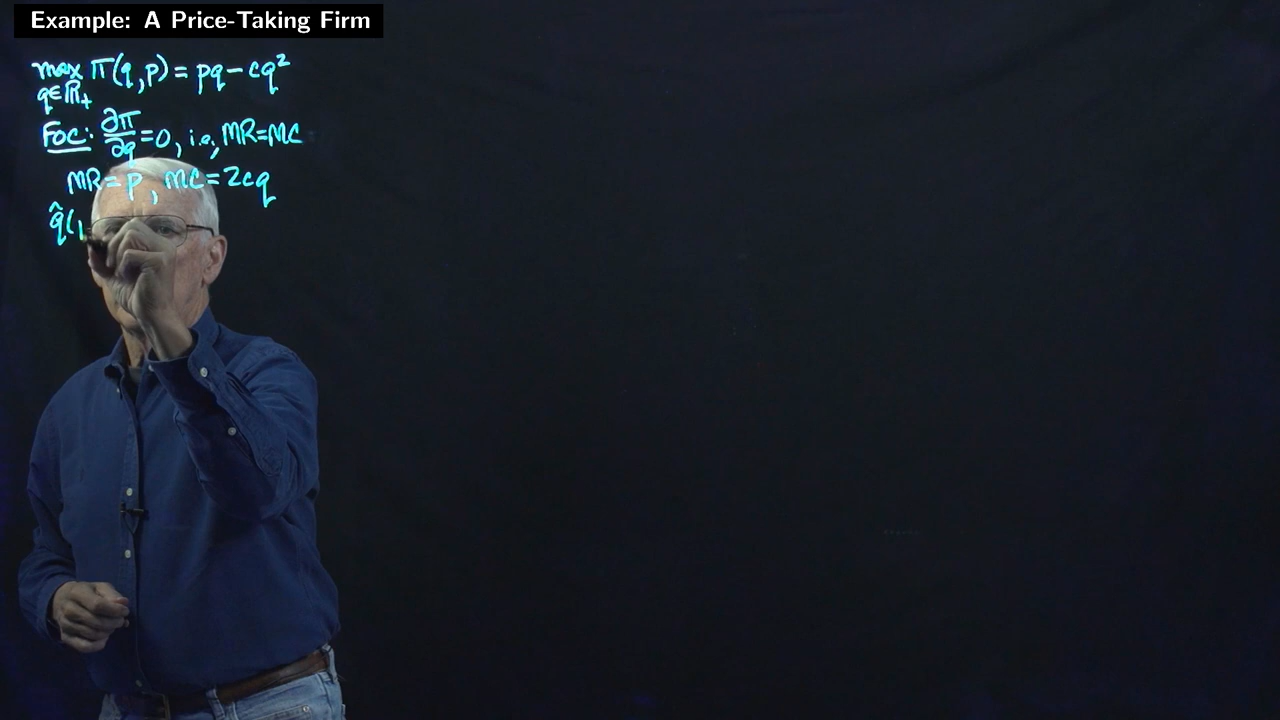 Example: A Price-Taking Firm
max π(q,p) = pq − cq²
q∈ℝ₊
FOC: ∂π/∂q = 0, i.e., MR=MC
MR = p, MC = 2cq
q̂(